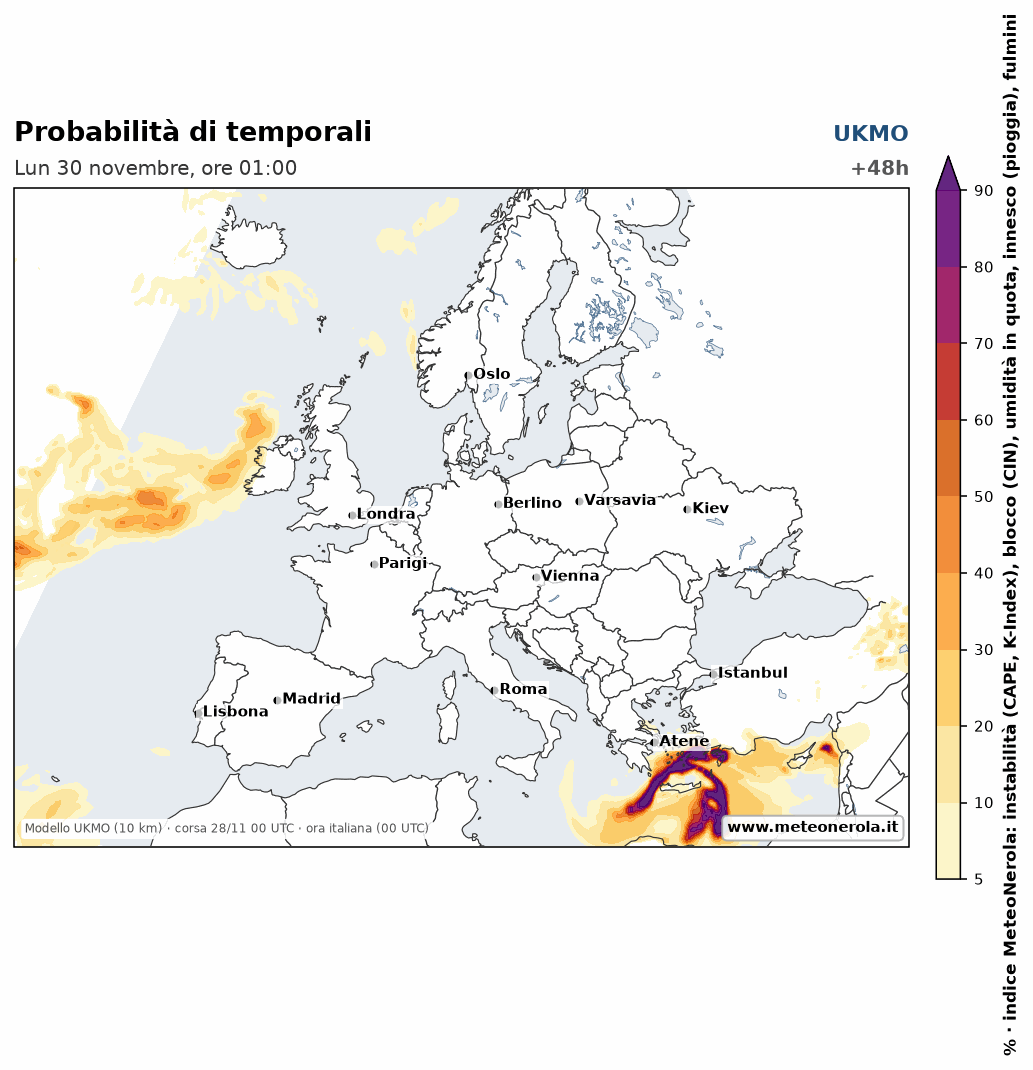 Probabilità di temporali
UKMO
Lun 30 novembre, ore 01:00
+48h
Oslo
Londra
Berlino
Varsavia
Kiev
Parigi
Vienna
Istanbul
Roma
Madrid
Lisbona
Atene
Modello UKMO (10 km) · corsa 28/11 00 UTC · ora italiana (00 UTC)
www.meteonerola.it
90
80
70
60
50
40
30
20
10
5
% · indice MeteoNerola: instabilità (CAPE, K-Index), blocco (CIN), umidità in quota, innesco (pioggia), fulmini